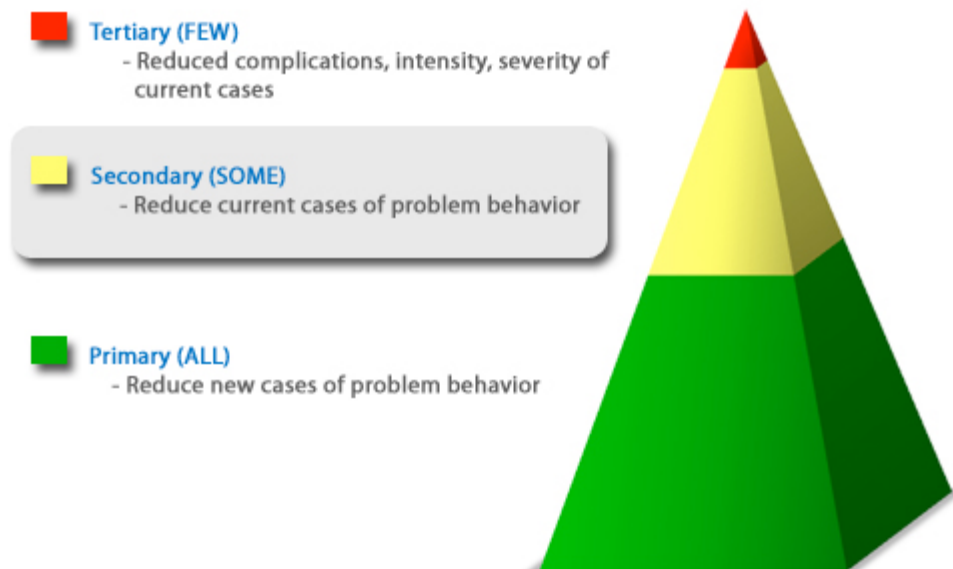 Tertiary (FEW)
- Reduced complications, intensity, severity of
current cases
Secondary (SOME)
- Reduce current cases of problem behavior
Primary (ALL)
- Reduce new cases of problem behavior